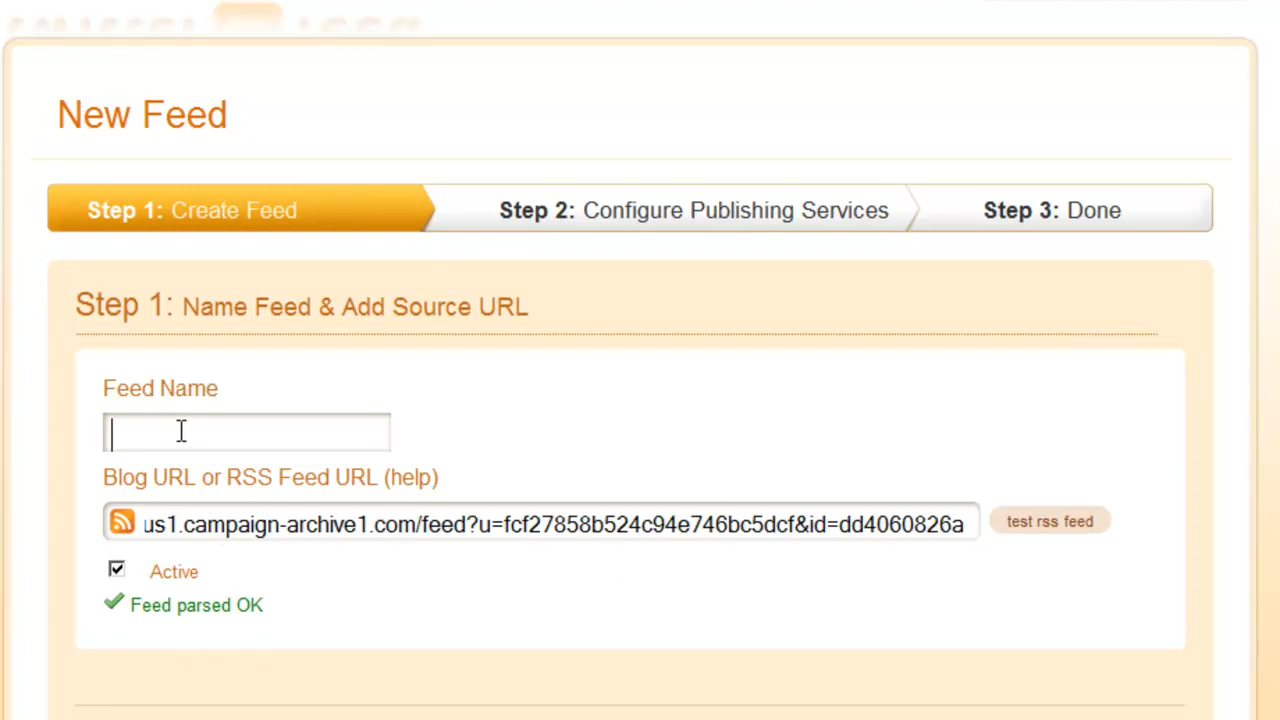 New Feed
Step 1: Create Feed
Step 2: Configure Publishing Services
Step 3: Done
Step 1: Name Feed & Add Source URL
Feed Name
Blog URL or RSS Feed URL (help)
us1.campaign-archive1.com/feed?u=fcf27858b524c94e746bc5dcf&id=dd4060826a
test rss feed
Active
Feed parsed OK